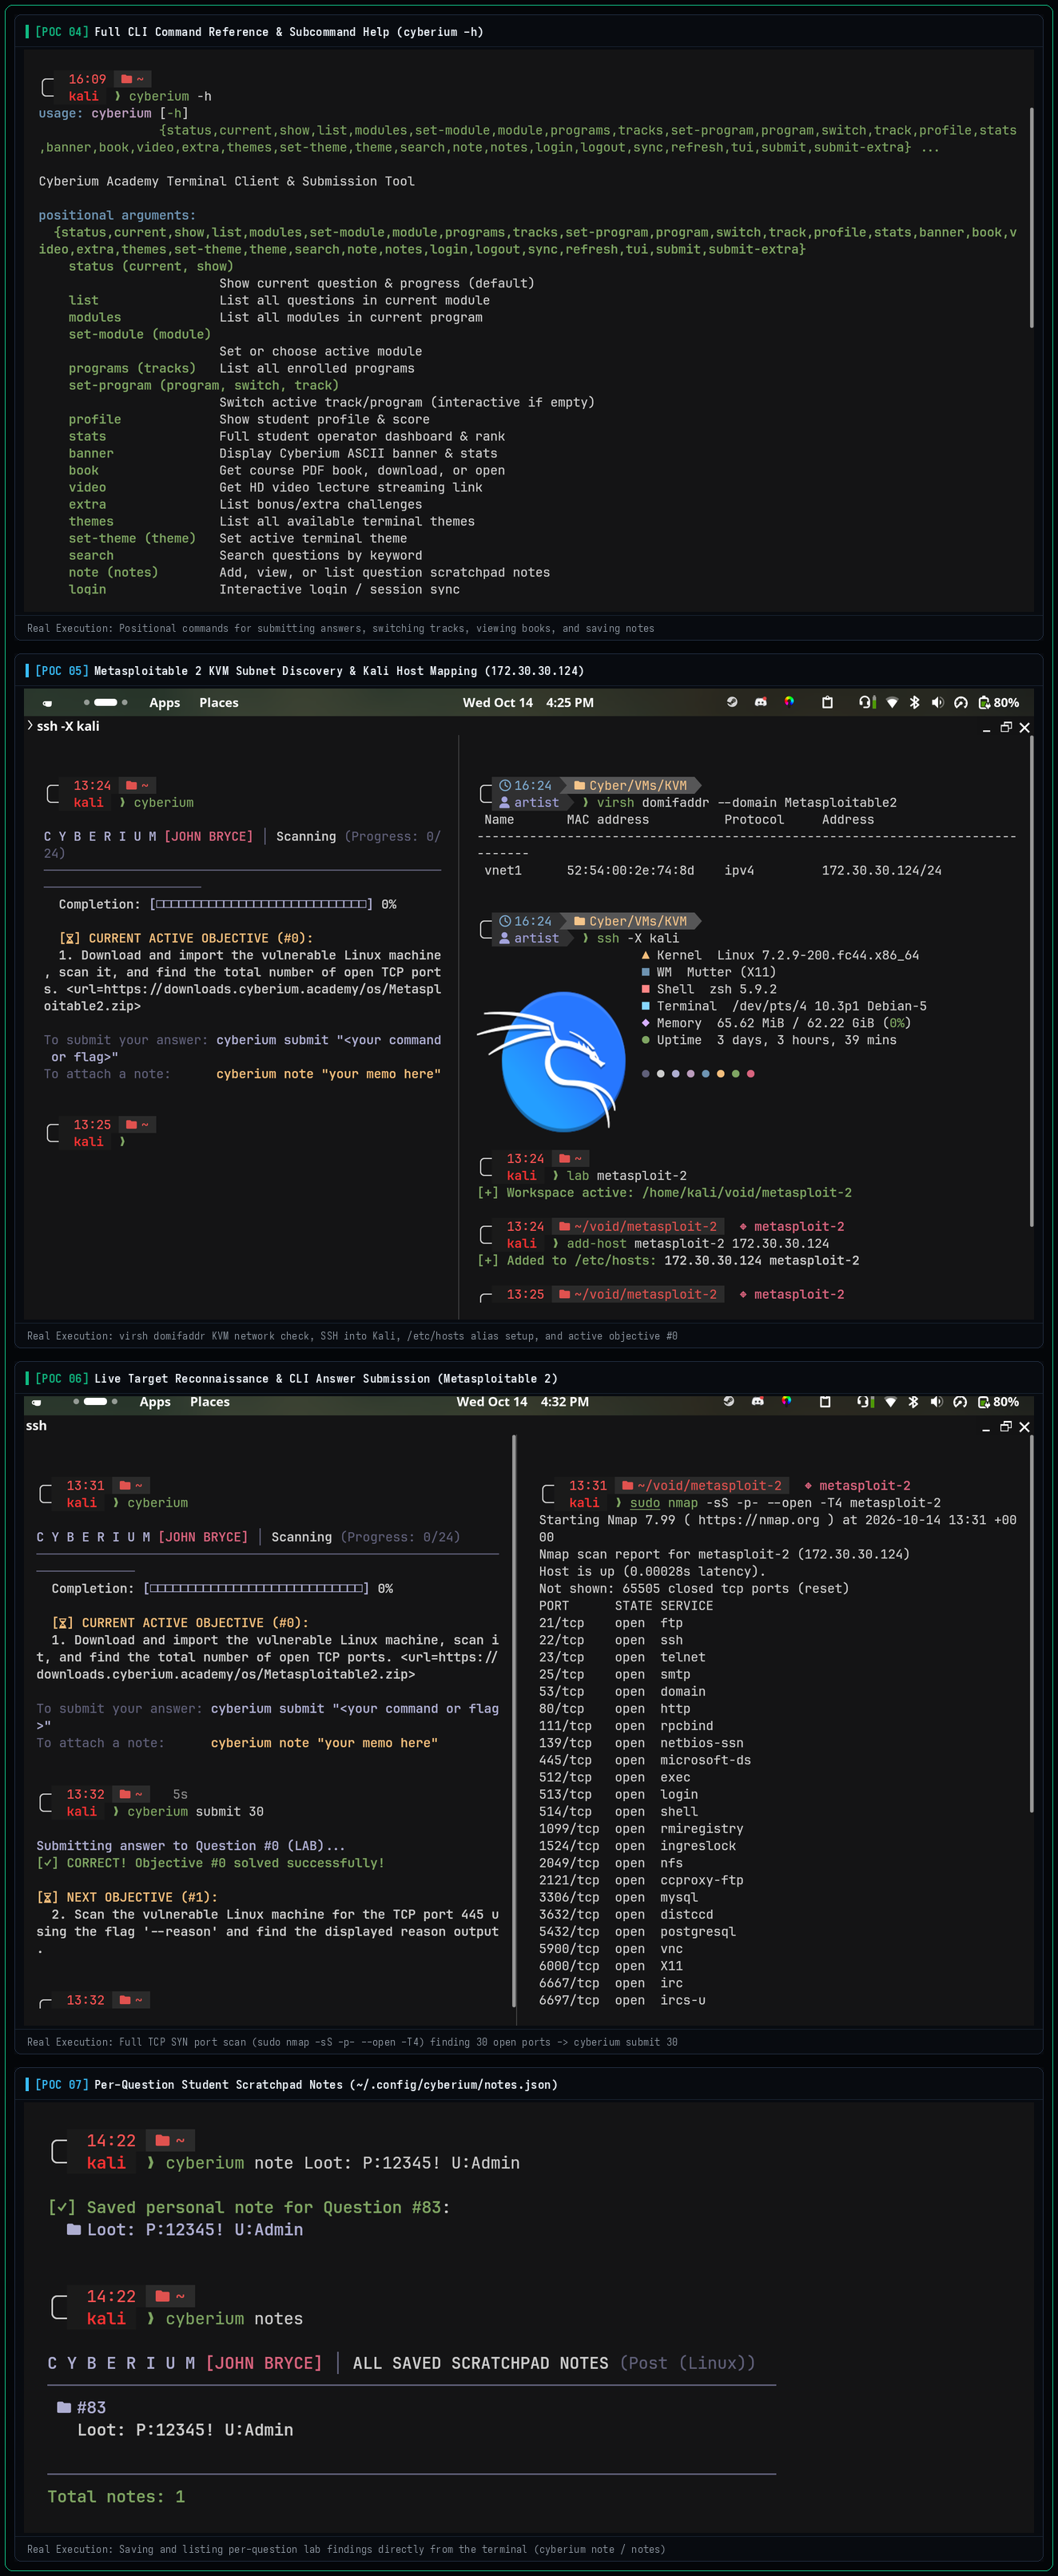 [POC 04] Full CLI Command Reference & Subcommand Help (cyberium -h)
16:09 ~
kali ❯ cyberium -h
usage: cyberium [-h]
{status,current,show,list,modules,set-module,module,programs,tracks,set-program,program,switch,track,profile,stats
,banner,book,video,extra,themes,set-theme,theme,search,note,notes,login,logout,sync,refresh,tui,submit,submit-extra} ...
Cyberium Academy Terminal Client & Submission Tool
positional arguments:
{status,current,show,list,modules,set-module,module,programs,tracks,set-program,program,switch,track,profile,stats,banner,book,v
ideo,extra,themes,set-theme,theme,search,note,notes,login,logout,sync,refresh,tui,submit,submit-extra}
status (current, show)
Show current question & progress (default)
list List all questions in current module
modules List all modules in current program
set-module (module)
Set or choose active module
programs (tracks) List all enrolled programs
set-program (program, switch, track)
Switch active track/program (interactive if empty)
profile Show student profile & score
stats Full student operator dashboard & rank
banner Display Cyberium ASCII banner & stats
book Get course PDF book, download, or open
video Get HD video lecture streaming link
extra List bonus/extra challenges
themes List all available terminal themes
set-theme (theme) Set active terminal theme
search Search questions by keyword
note (notes) Add, view, or list question scratchpad notes
login Interactive login / session sync
Real Execution: Positional commands for submitting answers, switching tracks, viewing books, and saving notes
[POC 05] Metasploitable 2 KVM Subnet Discovery & Kali Host Mapping (172.30.30.124)
Apps Places Wed Oct 14 4:25 PM 80%
ssh -X kali
13:24 ~
kali ❯ cyberium
C Y B E R I U M [JOHN BRYCE] │ Scanning (Progress: 0/
24)
Completion: [□□□□□□□□□□□□□□□□□□□□□□□□□□□□] 0%
[⏳] CURRENT ACTIVE OBJECTIVE (#0):
1. Download and import the vulnerable Linux machine
, scan it, and find the total number of open TCP port
s. <url=https://downloads.cyberium.academy/os/Metaspl
oitable2.zip>
To submit your answer: cyberium submit "<your command
or flag>"
To attach a note: cyberium note "your memo here"
13:25 ~
kali ❯
16:24 Cyber/VMs/KVM
artist ❯ virsh domifaddr --domain Metasploitable2
Name MAC address Protocol Address
-------------------------------------------------------------------------
-------
vnet1 52:54:00:2e:74:8d ipv4 172.30.30.124/24
16:24 Cyber/VMs/KVM
artist ❯ ssh -X kali
Kernel Linux 7.2.9-200.fc44.x86_64
WM Mutter (X11)
Shell zsh 5.9.2
Terminal /dev/pts/4 10.3p1 Debian-5
Memory 65.62 MiB / 62.22 GiB (0%)
Uptime 3 days, 3 hours, 39 mins
13:24 ~
kali ❯ lab metasploit-2
[+] Workspace active: /home/kali/void/metasploit-2
13:24 ~/void/metasploit-2 ⌖ metasploit-2
kali ❯ add-host metasploit-2 172.30.30.124
[+] Added to /etc/hosts: 172.30.30.124 metasploit-2
13:25 ~/void/metasploit-2 ⌖ metasploit-2
Real Execution: virsh domifaddr KVM network check, SSH into Kali, /etc/hosts alias setup, and active objective #0
[POC 06] Live Target Reconnaissance & CLI Answer Submission (Metasploitable 2)
Apps Places Wed Oct 14 4:32 PM 80%
ssh
13:31 ~
kali ❯ cyberium
C Y B E R I U M [JOHN BRYCE] │ Scanning (Progress: 0/24)
Completion: [□□□□□□□□□□□□□□□□□□□□□□□□□□□□] 0%
[⏳] CURRENT ACTIVE OBJECTIVE (#0):
1. Download and import the vulnerable Linux machine, scan i
t, and find the total number of open TCP ports. <url=https://
downloads.cyberium.academy/os/Metasploitable2.zip>
To submit your answer: cyberium submit "<your command or flag
>"
To attach a note: cyberium note "your memo here"
13:32 ~ 5s
kali ❯ cyberium submit 30
Submitting answer to Question #0 (LAB)...
[✓] CORRECT! Objective #0 solved successfully!
[⏳] NEXT OBJECTIVE (#1):
2. Scan the vulnerable Linux machine for the TCP port 445 u
sing the flag '--reason' and find the displayed reason output
.
13:32 ~
13:31 ~/void/metasploit-2 ⌖ metasploit-2
kali ❯ sudo nmap -sS -p- --open -T4 metasploit-2
Starting Nmap 7.99 ( https://nmap.org ) at 2026-10-14 13:31 +00
00
Nmap scan report for metasploit-2 (172.30.30.124)
Host is up (0.00028s latency).
Not shown: 65505 closed tcp ports (reset)
PORT STATE SERVICE
21/tcp open ftp
22/tcp open ssh
23/tcp open telnet
25/tcp open smtp
53/tcp open domain
80/tcp open http
111/tcp open rpcbind
139/tcp open netbios-ssn
445/tcp open microsoft-ds
512/tcp open exec
513/tcp open login
514/tcp open shell
1099/tcp open rmiregistry
1524/tcp open ingreslock
2049/tcp open nfs
2121/tcp open ccproxy-ftp
3306/tcp open mysql
3632/tcp open distccd
5432/tcp open postgresql
5900/tcp open vnc
6000/tcp open X11
6667/tcp open irc
6697/tcp open ircs-u
Real Execution: Full TCP SYN port scan (sudo nmap -sS -p- --open -T4) finding 30 open ports -> cyberium submit 30
[POC 07] Per-Question Student Scratchpad Notes (~/.config/cyberium/notes.json)
14:22 ~
kali ❯ cyberium note Loot: P:12345! U:Admin
[✓] Saved personal note for Question #83:
Loot: P:12345! U:Admin
14:22 ~
kali ❯ cyberium notes
C Y B E R I U M [JOHN BRYCE] │ ALL SAVED SCRATCHPAD NOTES (Post (Linux))
#83
Loot: P:12345! U:Admin
Total notes: 1
Real Execution: Saving and listing per-question lab findings directly from the terminal (cyberium note / notes)